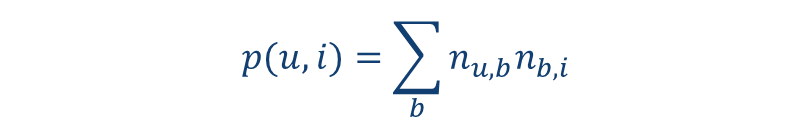 p(u, i) = ∑_b n_{u,b} n_{b,i}